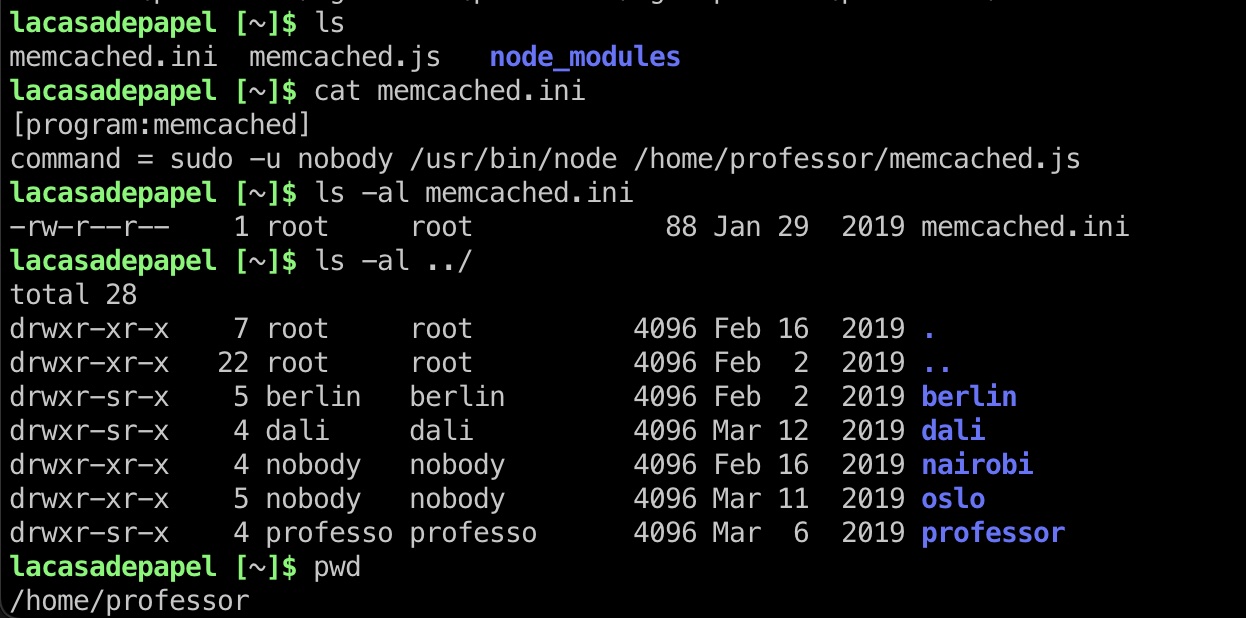 lacasadepapel [~]$ ls
memcached.ini  memcached.js   node_modules
lacasadepapel [~]$ cat memcached.ini
[program:memcached]
command = sudo -u nobody /usr/bin/node /home/professor/memcached.js
lacasadepapel [~]$ ls -al memcached.ini
-rw-r--r--    1 root     root            88 Jan 29  2019 memcached.ini
lacasadepapel [~]$ ls -al ../
total 28
drwxr-xr-x    7 root     root          4096 Feb 16  2019 .
drwxr-xr-x   22 root     root          4096 Feb  2  2019 ..
drwxr-sr-x    5 berlin   berlin        4096 Feb  2  2019 berlin
drwxr-sr-x    4 dali     dali          4096 Mar 12  2019 dali
drwxr-xr-x    4 nobody   nobody        4096 Feb 16  2019 nairobi
drwxr-sr-x    5 nobody   nobody        4096 Mar 11  2019 oslo
drwxr-sr-x    4 professo professo      4096 Mar  6  2019 professor
lacasadepapel [~]$ pwd
/home/professor